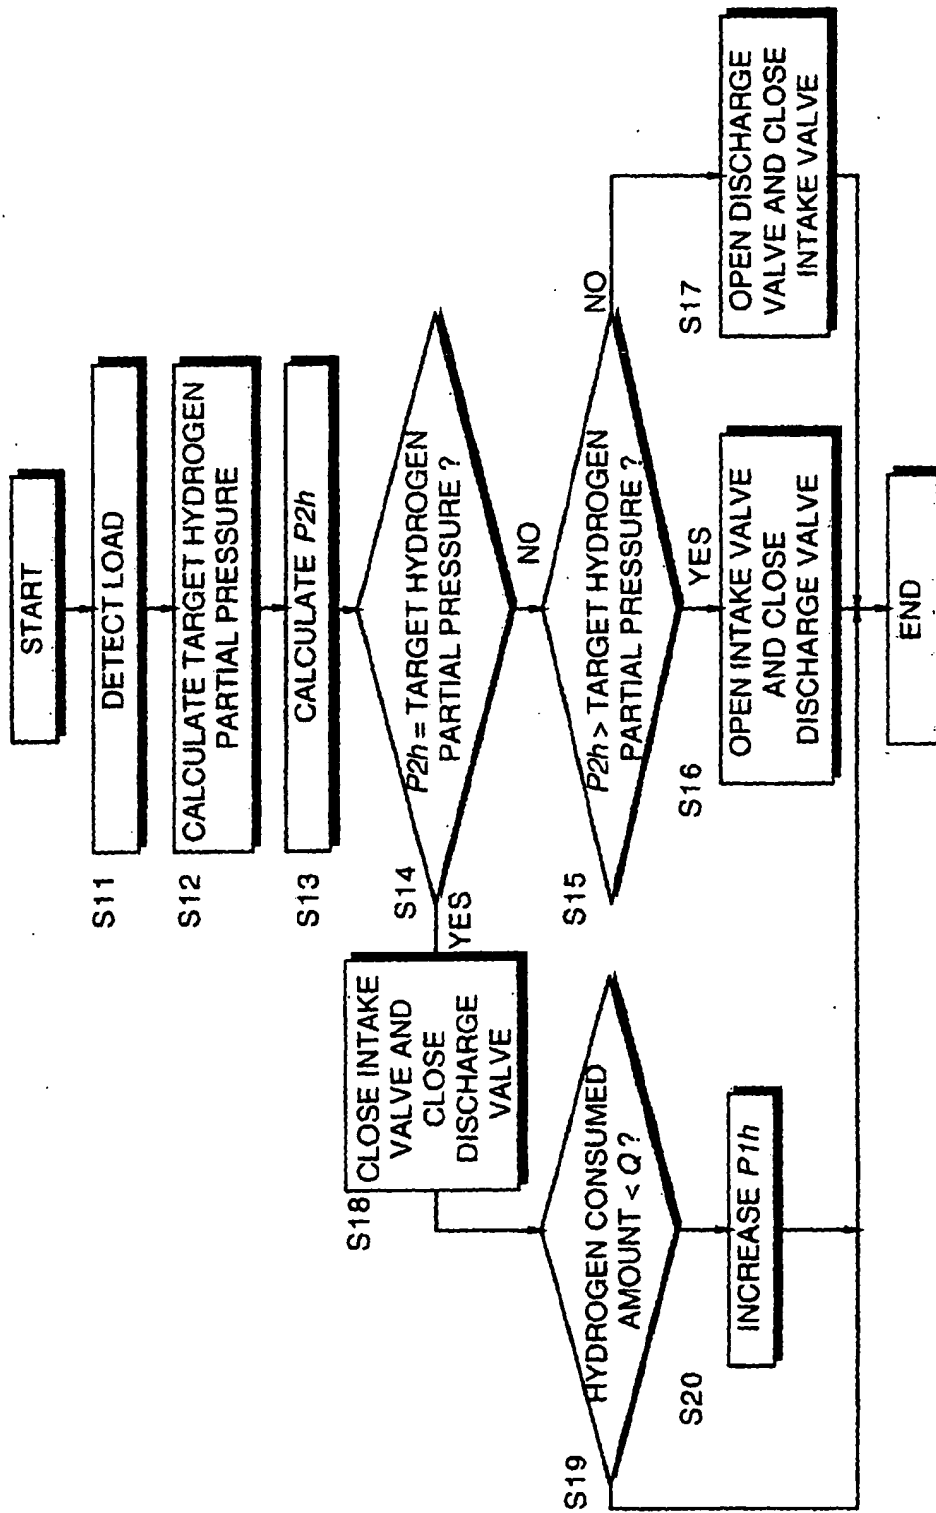 START
S11
DETECT LOAD
S12
CALCULATE TARGET HYDROGEN
PARTIAL PRESSURE
S13
CALCULATE P2h
S14
P2h = TARGET HYDROGEN
PARTIAL PRESSURE ?
YES
NO
S18
CLOSE INTAKE
VALVE AND
CLOSE
DISCHARGE
VALVE
S15
P2h > TARGET HYDROGEN
PARTIAL PRESSURE ?
NO
YES
S19
HYDROGEN CONSUMED
AMOUNT < Q ?
S20
INCREASE P1h
S16
OPEN INTAKE VALVE
AND CLOSE
DISCHARGE VALVE
S17
OPEN DISCHARGE
VALVE AND CLOSE
INTAKE VALVE
END